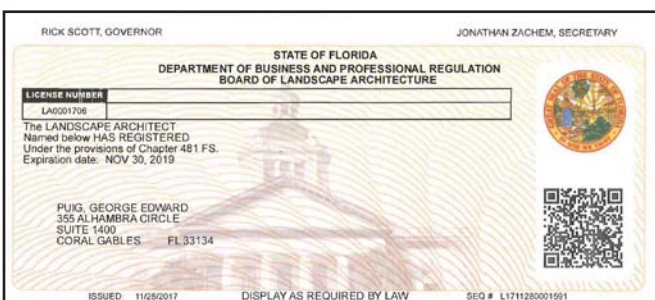 RICK SCOTT, GOVERNOR
JONATHAN ZACHEM, SECRETARY
STATE OF FLORIDA
DEPARTMENT OF BUSINESS AND PROFESSIONAL REGULATION
BOARD OF LANDSCAPE ARCHITECTURE
LICENSE NUMBER
LA0001706
The LANDSCAPE ARCHITECT
Named below HAS REGISTERED
Under the provisions of Chapter 481 FS.
Expiration date: NOV 30, 2019
PUIG, GEORGE EDWARD
355 ALHAMBRA CIRCLE
SUITE 1400
CORAL GABLES FL 33134
ISSUED: 11/28/2017
DISPLAY AS REQUIRED BY LAW
SEQ # L1711280001591